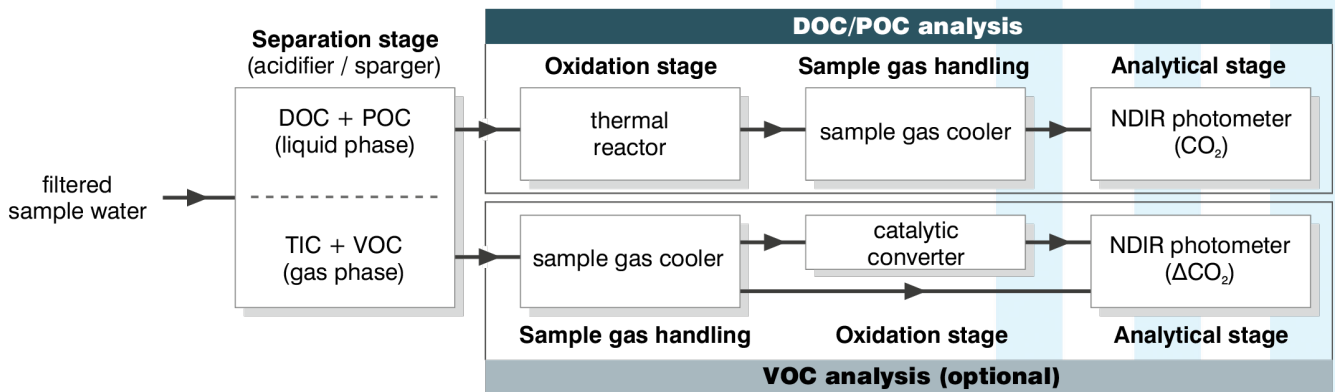 DOC/POC analysis
Separation stage
(acidifier / sparger)
Oxidation stage
Sample gas handling
Analytical stage
DOC + POC
(liquid phase)
thermal
reactor
sample gas cooler
NDIR photometer
(CO₂)
filtered
sample water
TIC + VOC
(gas phase)
sample gas cooler
catalytic
converter
NDIR photometer
(ΔCO₂)
Sample gas handling
Oxidation stage
Analytical stage
VOC analysis (optional)